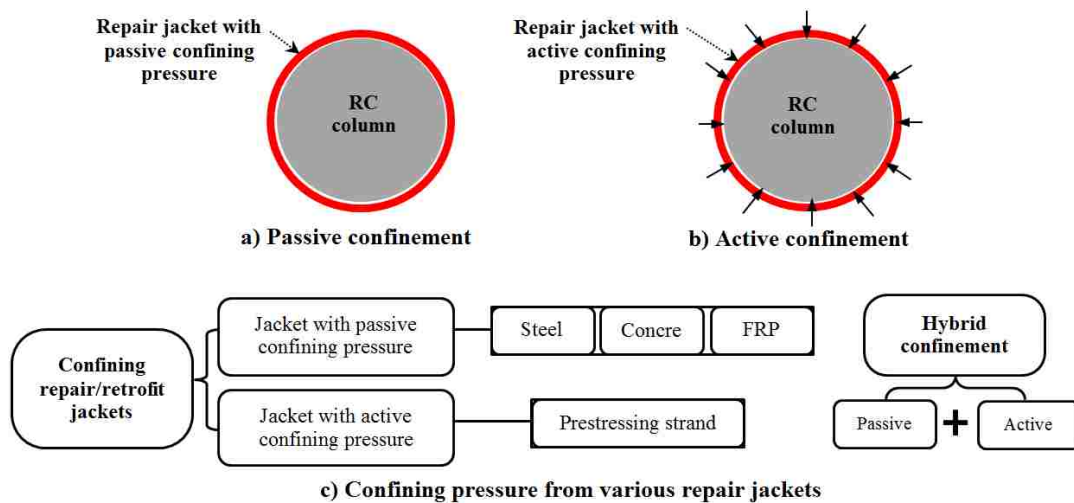 Repair jacket with
passive confining
pressure
RC
column
a) Passive confinement
Repair jacket with
active confining
pressure
RC
column
b) Active confinement
Confining
repair/retrofit
jackets
Jacket with passive
confining pressure
Steel
Concre
FRP
Jacket with active
confining pressure
Prestressing strand
Hybrid
confinement
Passive
+
Active
c) Confining pressure from various repair jackets